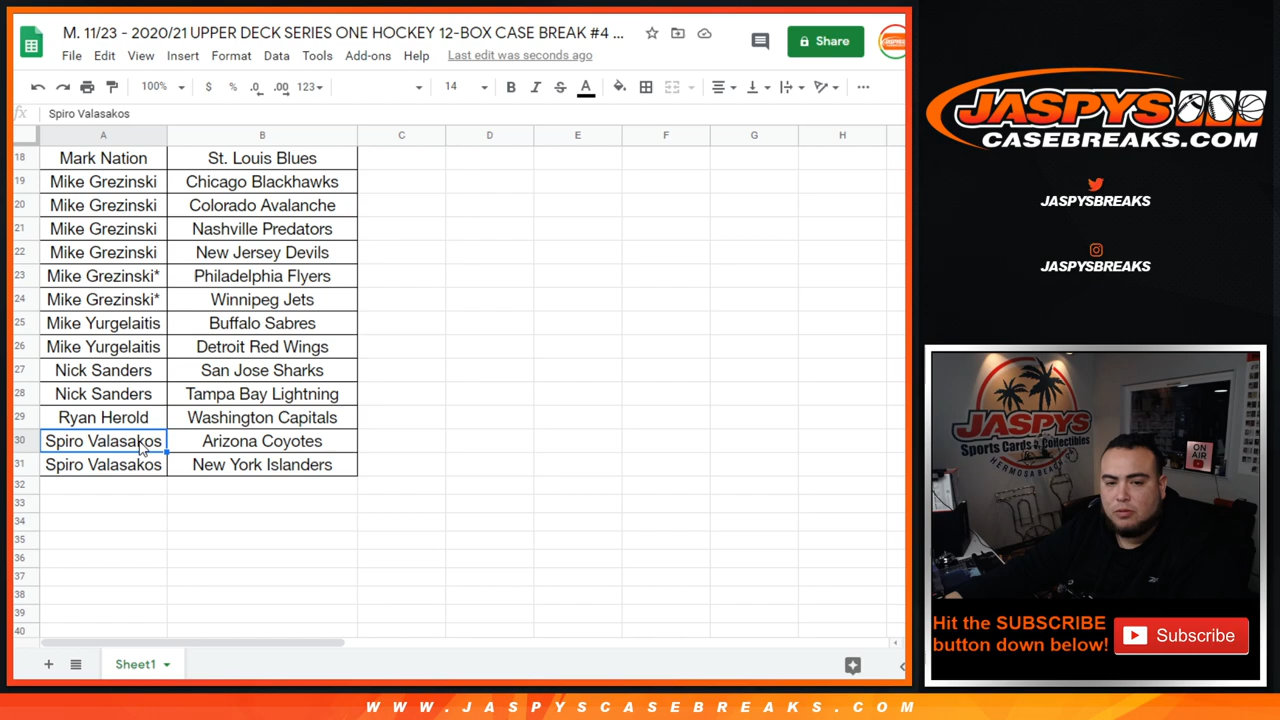 M. 11/23 - 2020/21 UPPER DECK SERIES ONE HOCKEY 12-BOX CASE BREAK #4 ...
File Edit View Insert Format Data Tools Add-ons Help Last edit was seconds ago
Share
100% $ % .0 .00 123 14 B I S A
fx Spiro Valasakos
A B C D E F G H
18 Mark Nation St. Louis Blues
19 Mike Grezinski Chicago Blackhawks
20 Mike Grezinski Colorado Avalanche
21 Mike Grezinski Nashville Predators
22 Mike Grezinski New Jersey Devils
23 Mike Grezinski* Philadelphia Flyers
24 Mike Grezinski* Winnipeg Jets
25 Mike Yurgelaitis Buffalo Sabres
26 Mike Yurgelaitis Detroit Red Wings
27 Nick Sanders San Jose Sharks
28 Nick Sanders Tampa Bay Lightning
29 Ryan Herold Washington Capitals
30 Spiro Valasakos Arizona Coyotes
31 Spiro Valasakos New York Islanders
32
33
34
35
36
37
38
39
40
Sheet1
JASPYS
CASEBREAKS.COM
JASPYSBREAKS
JASPYSBREAKS
JASPYS
Sports Cards & Collectibles
HERMOSA BEACH
ON AIR
Hit the SUBSCRIBE
button down below!
Subscribe
WWW.JASPYSCASEBREAKS.COM